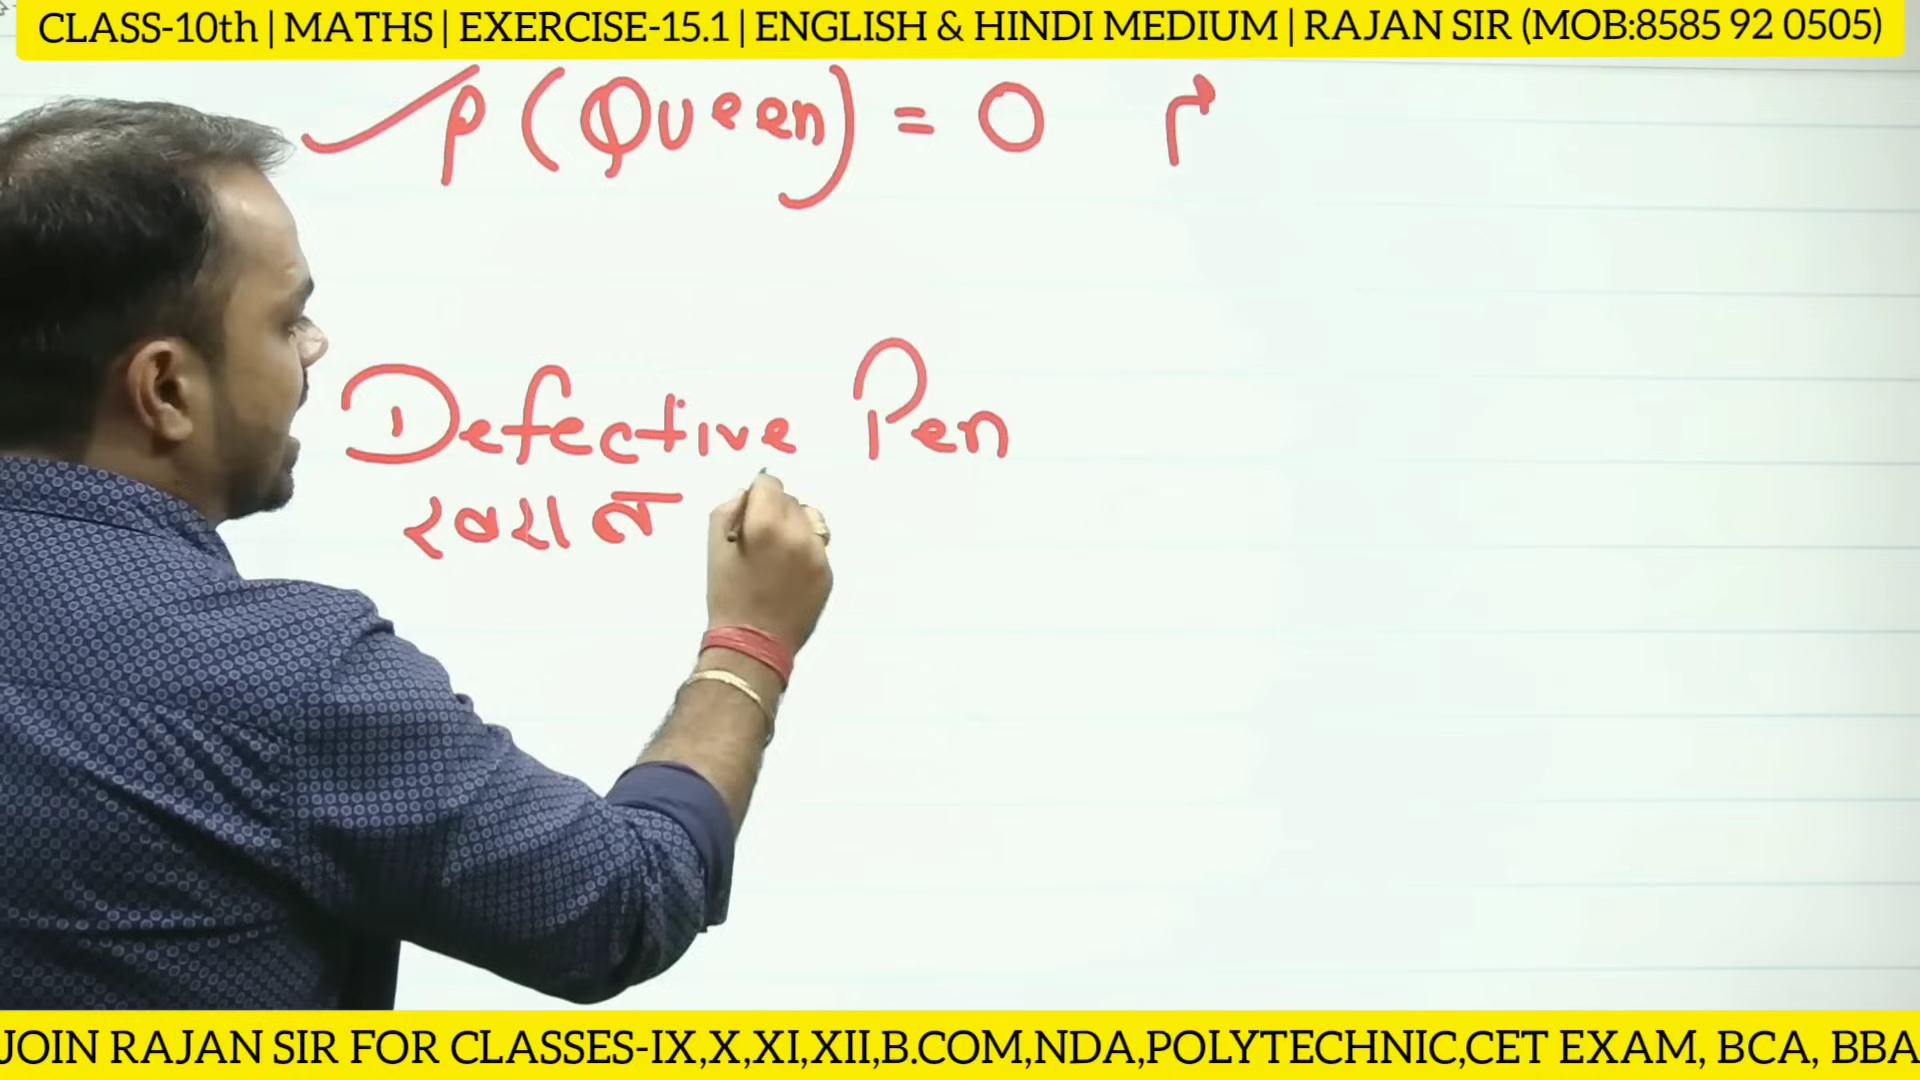 CLASS-10th | MATHS | EXERCISE-15.1 | ENGLISH & HINDI MEDIUM | RAJAN SIR (MOB:8585 92 0505)
P (Queen) = 0
Defective Pen
JOIN RAJAN SIR FOR CLASSES-IX,X,XI,XII,B.COM,NDA,POLYTECHNIC,CET EXAM, BCA, BBA